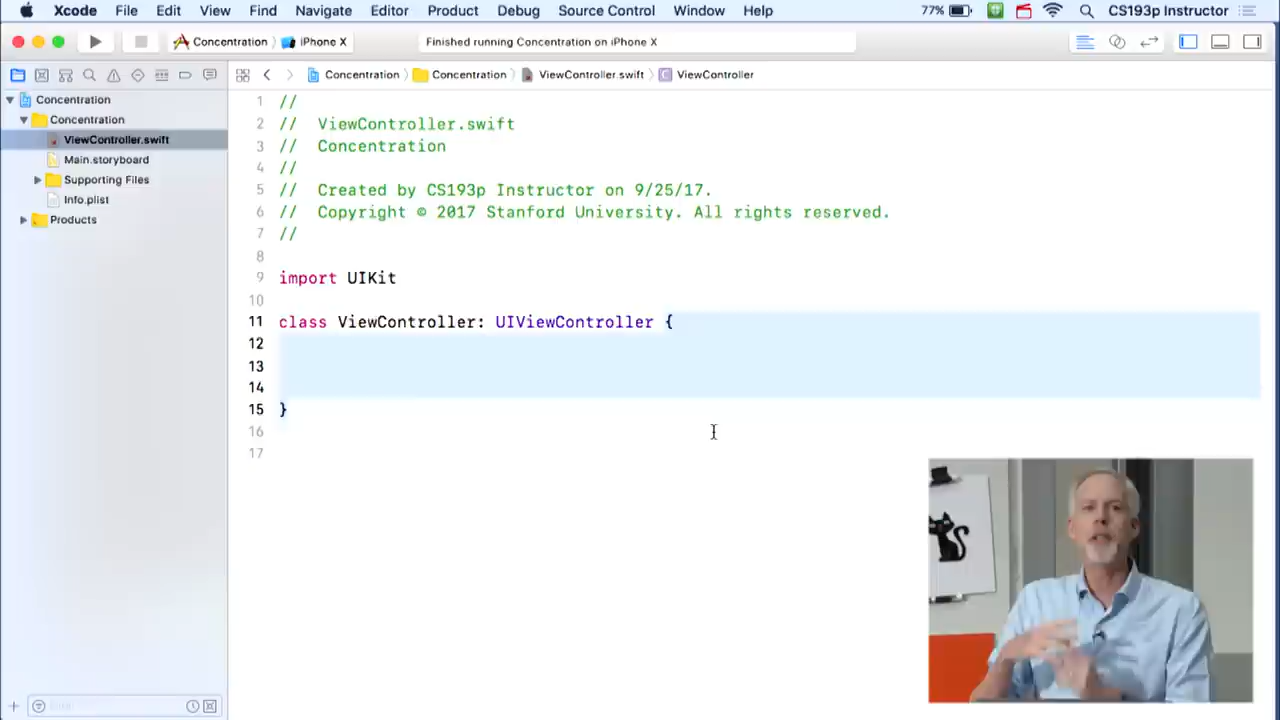 Xcode File Edit View Find Navigate Editor Product Debug Source Control Window Help 77% CS193p Instructor
Concentration iPhone X Finished running Concentration on iPhone X
Concentration Concentration ViewController.swift ViewController
Concentration
Concentration
ViewController.swift
Main.storyboard
Supporting Files
Info.plist
Products
1 //
2 // ViewController.swift
3 // Concentration
4 //
5 // Created by CS193p Instructor on 9/25/17.
6 // Copyright © 2017 Stanford University. All rights reserved.
7 //
8
9 import UIKit
10
11 class ViewController: UIViewController {
12
13
14
15 }
16
17